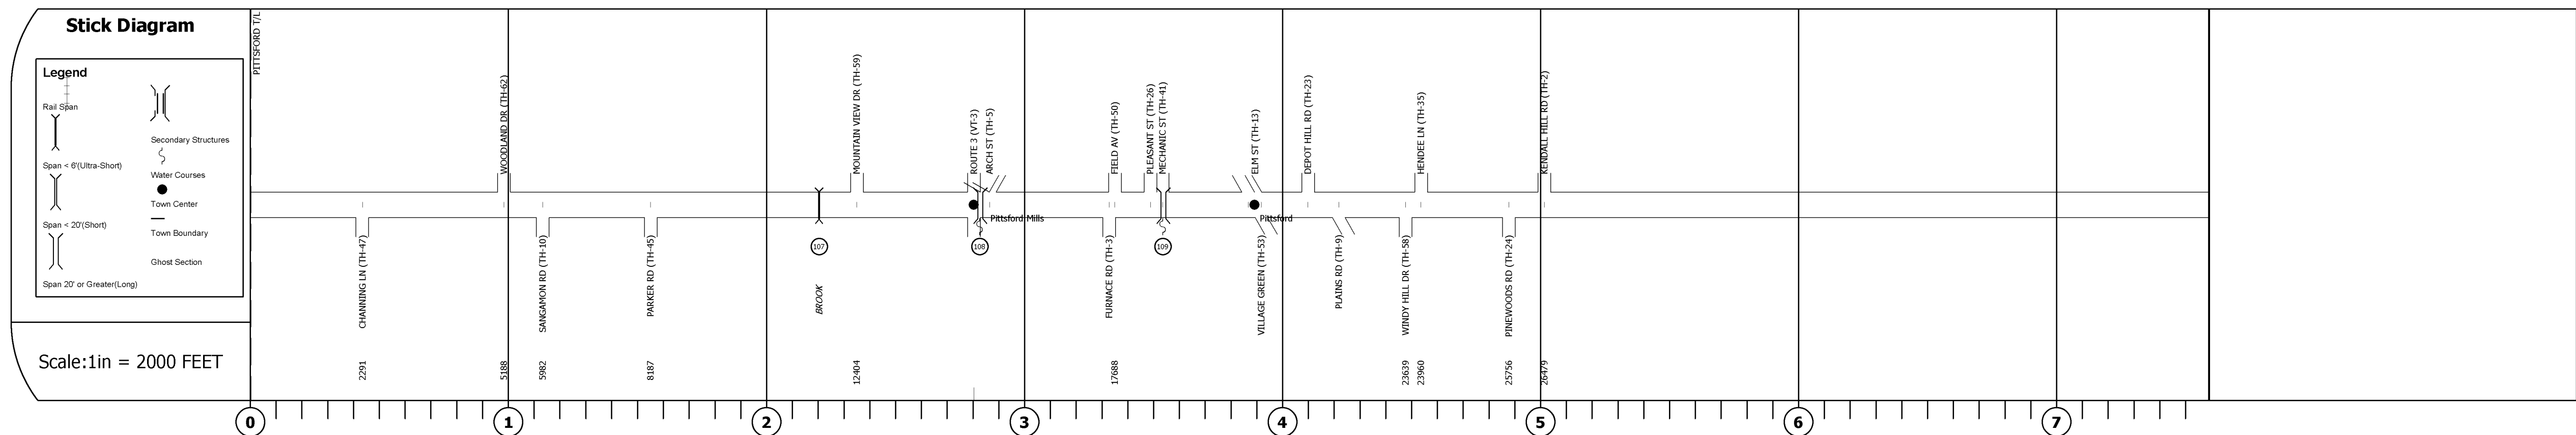 Stick Diagram
Legend
Rail Span
Span < 6'(Ultra-Short)
Span < 20'(Short)
Span 20' or Greater(Long)
Secondary Structures
Water Courses
Town Center
Town Boundary
Ghost Section
Scale:1in = 2000 FEET
PITTSFORD T/L
WOODLAND DR (TH-62)
MOUNTAIN VIEW DR (TH-59)
ROUTE 3 (VT-3)
ARCH ST (TH-5)
FIELD AV (TH-50)
PLEASANT ST (TH-26)
MECHANIC ST (TH-41)
ELM ST (TH-13)
DEPOT HILL RD (TH-23)
HENDEE LN (TH-35)
KENDALL HILL RD (TH-2)
Pittsford Mills
Pittsford
107
108
109
CHANNING LN (TH-47)
SANGAMON RD (TH-10)
PARKER RD (TH-45)
BROOK
FURNACE RD (TH-3)
VILLAGE GREEN (TH-53)
PLAINS RD (TH-9)
WINDY HILL DR (TH-58)
PINEWOODS RD (TH-24)
2291
5188
5982
8187
12404
17688
23639
23960
25756
26479
0
1
2
3
4
5
6
7